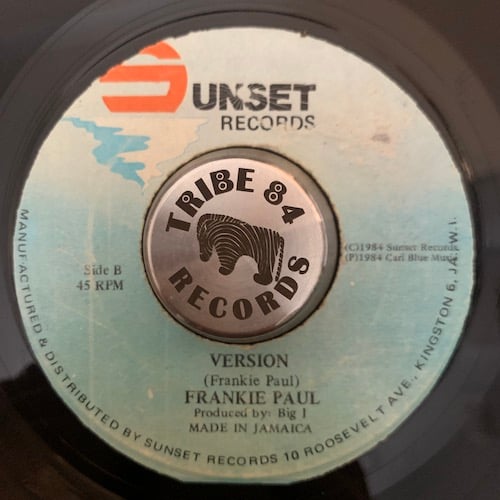 SUNSET
RECORDS
TRIBE 84
RECORDS
(C)1984 Sunset Records
(P)1984 Carl Blue Music
Side B
45 RPM
VERSION
(Frankie Paul)
FRANKIE PAUL
Produced by: Big J
MADE IN JAMAICA
MANUFACTURED & DISTRIBUTED BY SUNSET RECORDS 10 ROOSEVELT AVE., KINGSTON 6, JA. W.I.